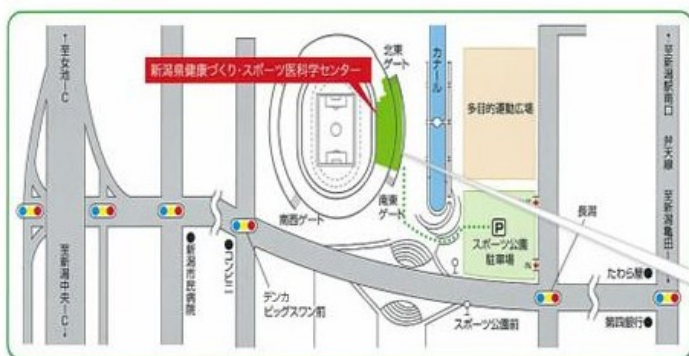 ↑至女池IC
至新潟中央IC↓
新潟県健康づくり・スポーツ医科学センター
北東
ゲート
カナール
多目的運動広場
↑至新潟駅南口
弁天線
至新潟亀田IC↓
南西ゲート
南東
ゲート
P
スポーツ公園
駐車場
長潟
●新潟市民病院
●コンビニ
デンカ
ビッグスワン前
スポーツ公園前
たわら屋●
第四銀行●